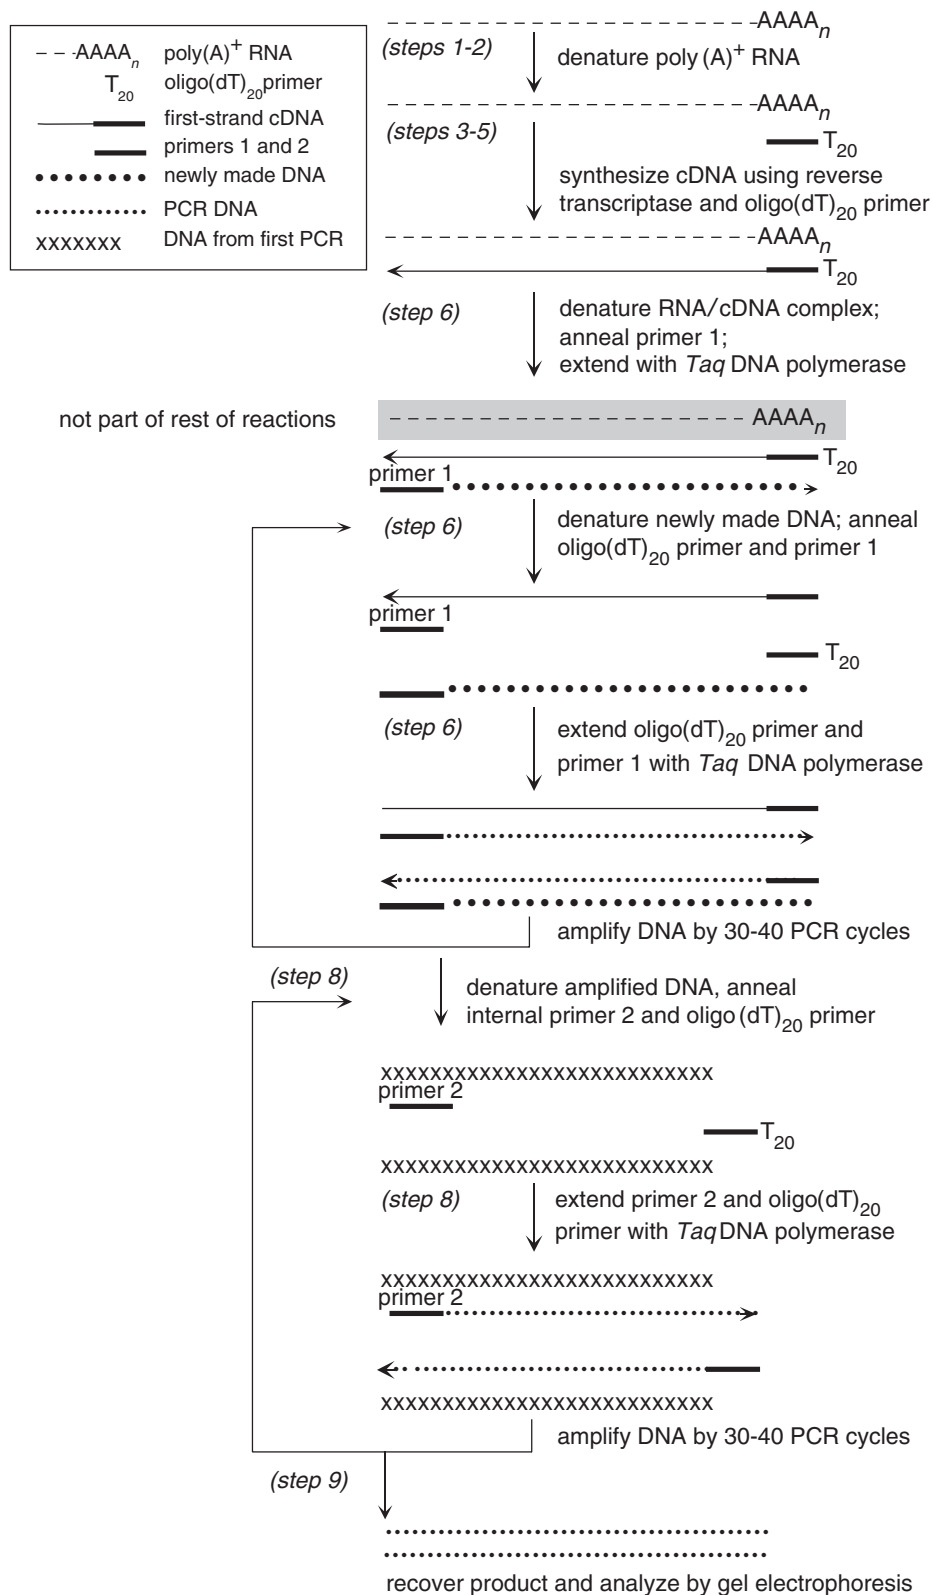 – – -AAAAn poly(A)+ RNA
T20 oligo(dT)20 primer
first-strand cDNA
primers 1 and 2
newly made DNA
PCR DNA
xxxxxxx DNA from first PCR
AAAAn
(steps 1-2) denature poly(A)+ RNA
AAAAn
(steps 3-5) T20
synthesize cDNA using reverse
transcriptase and oligo(dT)20 primer
AAAAn
T20
(step 6) denature RNA/cDNA complex;
anneal primer 1;
extend with Taq DNA polymerase
not part of rest of reactions AAAAn
T20
primer 1
(step 6) denature newly made DNA; anneal
oligo(dT)20 primer and primer 1
primer 1
T20
(step 6) extend oligo(dT)20 primer and
primer 1 with Taq DNA polymerase
amplify DNA by 30-40 PCR cycles
(step 8) denature amplified DNA, anneal
internal primer 2 and oligo(dT)20 primer
xxxxxxxxxxxxxxxxxxxxxxxxxxx
primer 2
T20
xxxxxxxxxxxxxxxxxxxxxxxxxxx
(step 8) extend primer 2 and oligo(dT)20
primer with Taq DNA polymerase
xxxxxxxxxxxxxxxxxxxxxxxxxxx
primer 2
xxxxxxxxxxxxxxxxxxxxxxxxxxx
amplify DNA by 30-40 PCR cycles
(step 9)
recover product and analyze by gel electrophoresis